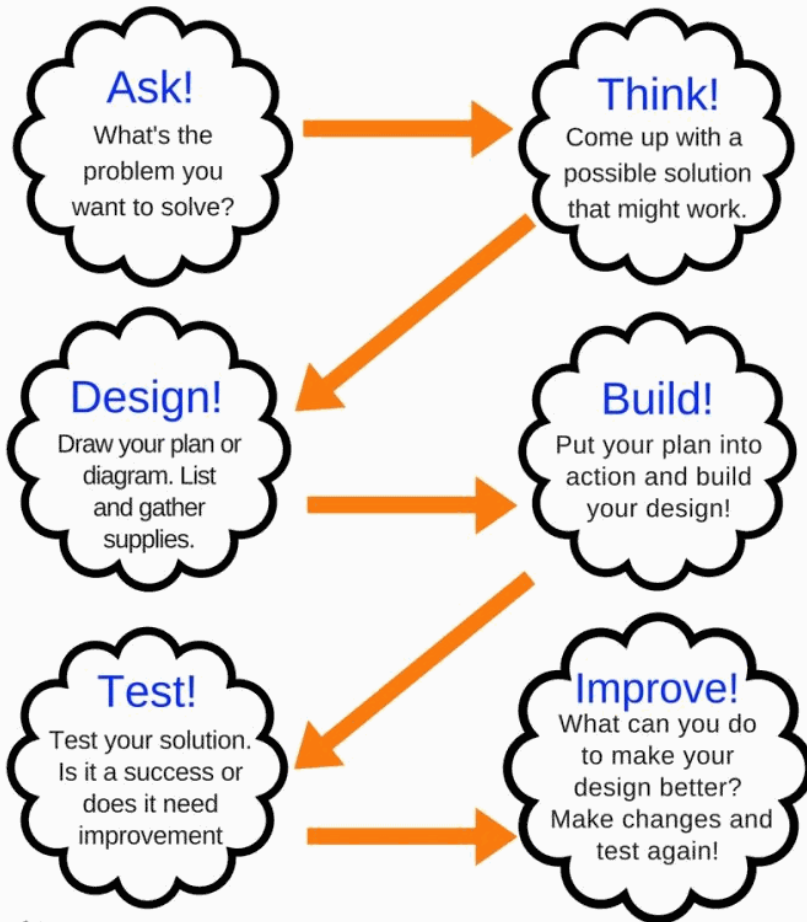 Ask!
What's the
problem you
want to solve?
Think!
Come up with a
possible solution
that might work.
Design!
Draw your plan or
diagram. List
and gather
supplies.
Build!
Put your plan into
action and build
your design!
Test!
Test your solution.
Is it a success or
does it need
improvement
Improve!
What can you do
to make your
design better?
Make changes and
test again!